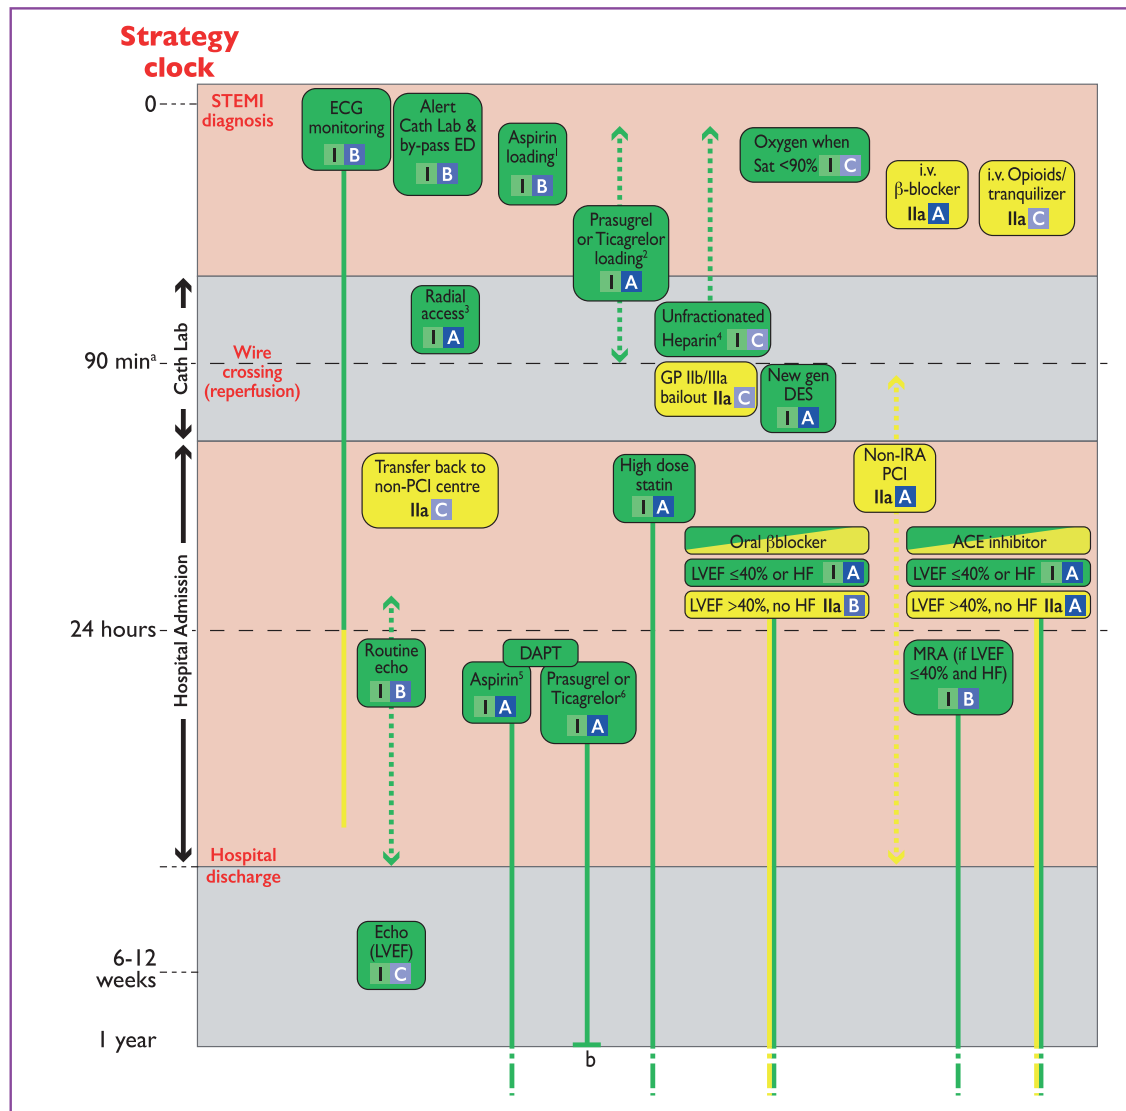 Strategy
clock
0
STEMI
diagnosis
ECG
monitoring
I B
Alert
Cath Lab &
by-pass ED
I B
Aspirin
loading¹
I B
Prasugrel
or Ticagrelor
loading²
I A
Oxygen when
Sat <90% I C
i.v.
β-blocker
IIa A
i.v. Opioids/
tranquilizer
IIa C
Cath Lab
Radial
access³
I A
Unfractionated
Heparin⁴ I C
90 minᵃ
Wire
crossing
(reperfusion)
GP IIb/IIIa
bailout IIa C
New gen
DES
I A
Hospital Admission
Transfer back to
non-PCI centre
IIa C
High dose
statin
I A
Non-IRA
PCI
IIa A
Oral βblocker
LVEF ≤40% or HF I A
LVEF >40%, no HF IIa B
ACE inhibitor
LVEF ≤40% or HF I A
LVEF >40%, no HF IIa A
24 hours
Routine
echo
I B
DAPT
Aspirin⁵
I A
Prasugrel or
Ticagrelor⁶
I A
MRA (if LVEF
≤40% and HF)
I B
Hospital
discharge
Echo
(LVEF)
I C
6-12
weeks
1 year
b